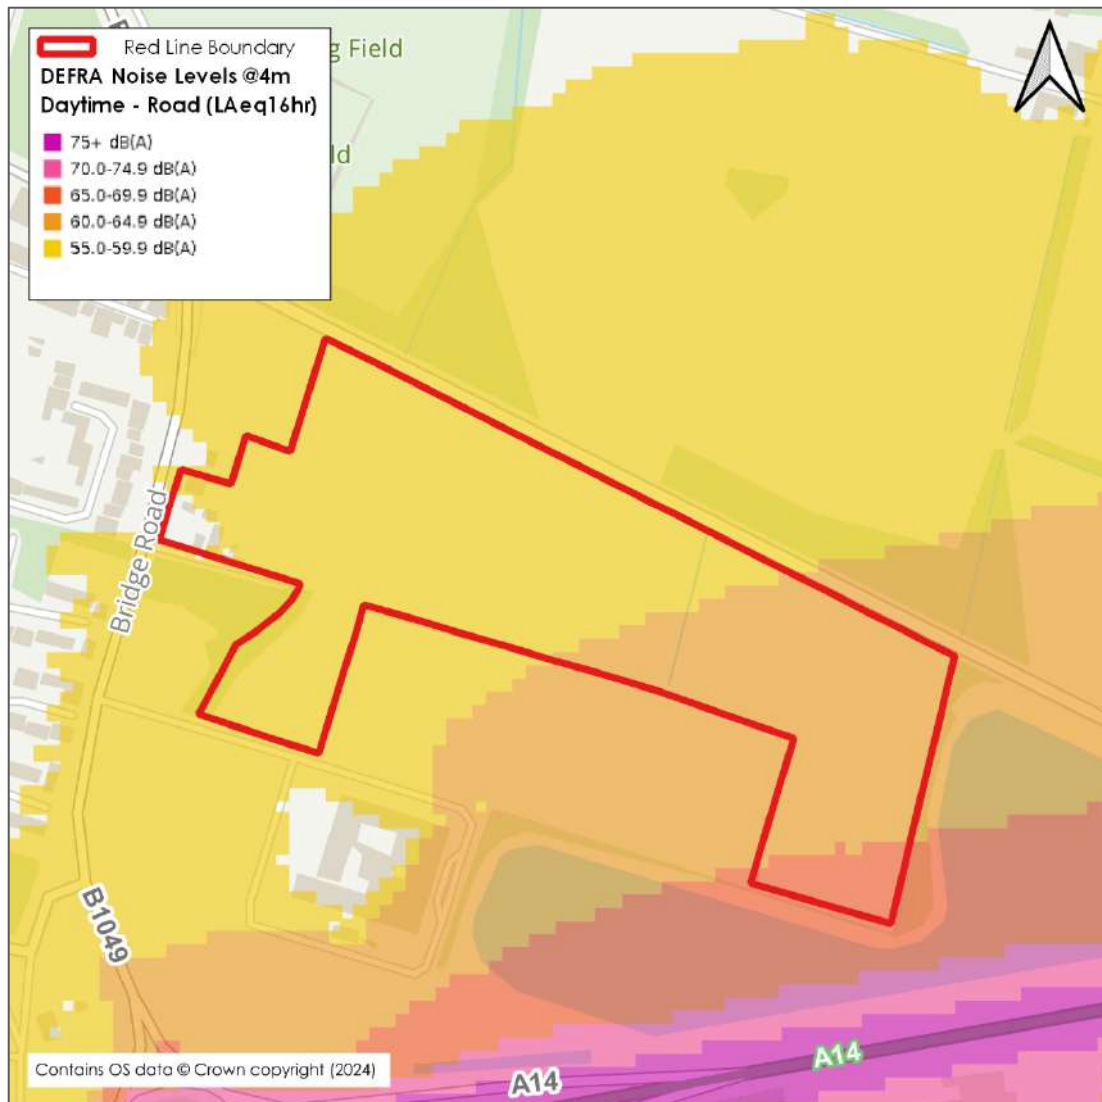 Red Line Boundary
DEFRA Noise Levels @4m
Daytime - Road (LAeq16hr)
75+ dB(A)
70.0-74.9 dB(A)
65.0-69.9 dB(A)
60.0-64.9 dB(A)
55.0-59.9 dB(A)
g Field
ld
Bridge Road
B1049
A14
A14
Contains OS data © Crown copyright (2024)